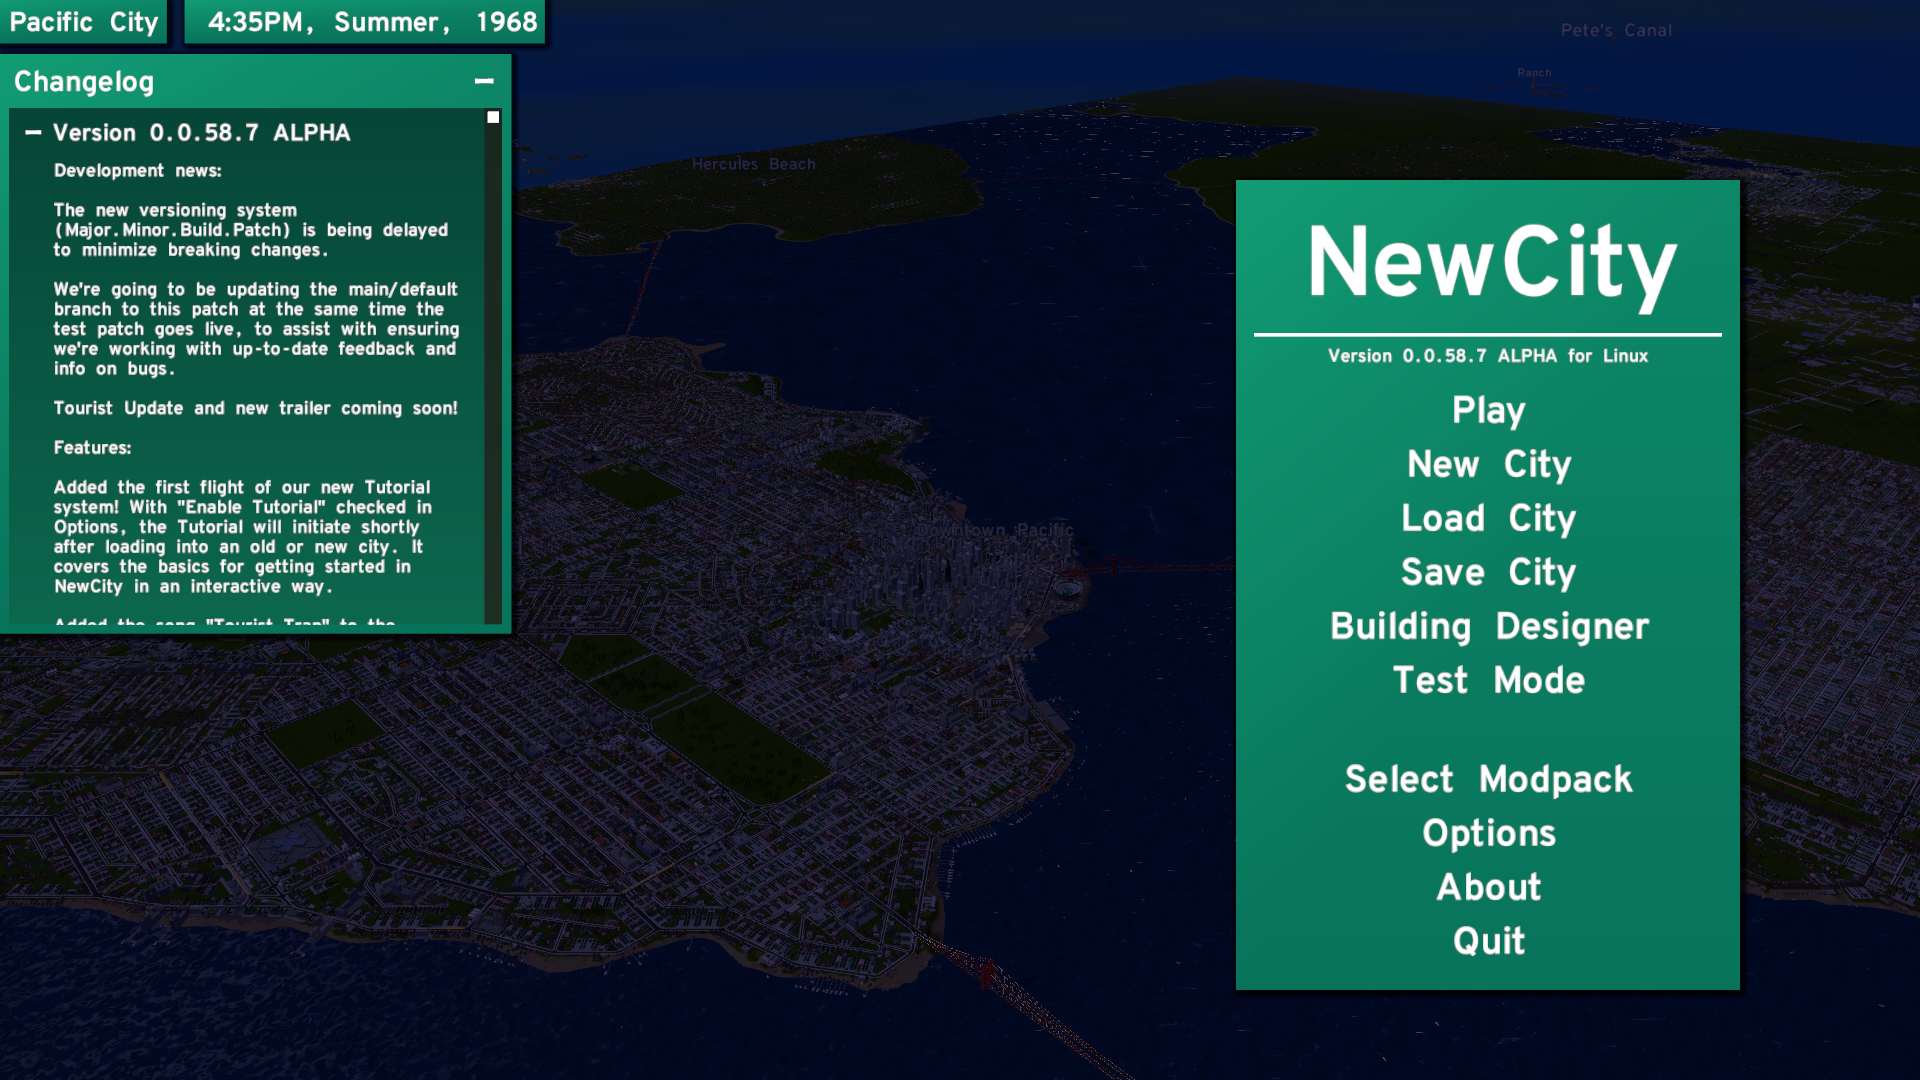 Pacific City
4:35PM, Summer, 1968
Pete's Canal
Ranch
Hercules Beach
Downtown Pacific
Changelog
Version 0.0.58.7 ALPHA
Development news:
The new versioning system
(Major.Minor.Build.Patch) is being delayed
to minimize breaking changes.
We're going to be updating the main/default
branch to this patch at the same time the
test patch goes live, to assist with ensuring
we're working with up-to-date feedback and
info on bugs.
Tourist Update and new trailer coming soon!
Features:
Added the first flight of our new Tutorial
system! With "Enable Tutorial" checked in
Options, the Tutorial will initiate shortly
after loading into an old or new city. It
covers the basics for getting started in
NewCity in an interactive way.
Added the song "Tourist Trap" to the
NewCity
Version 0.0.58.7 ALPHA for Linux
Play
New City
Load City
Save City
Building Designer
Test Mode
Select Modpack
Options
About
Quit